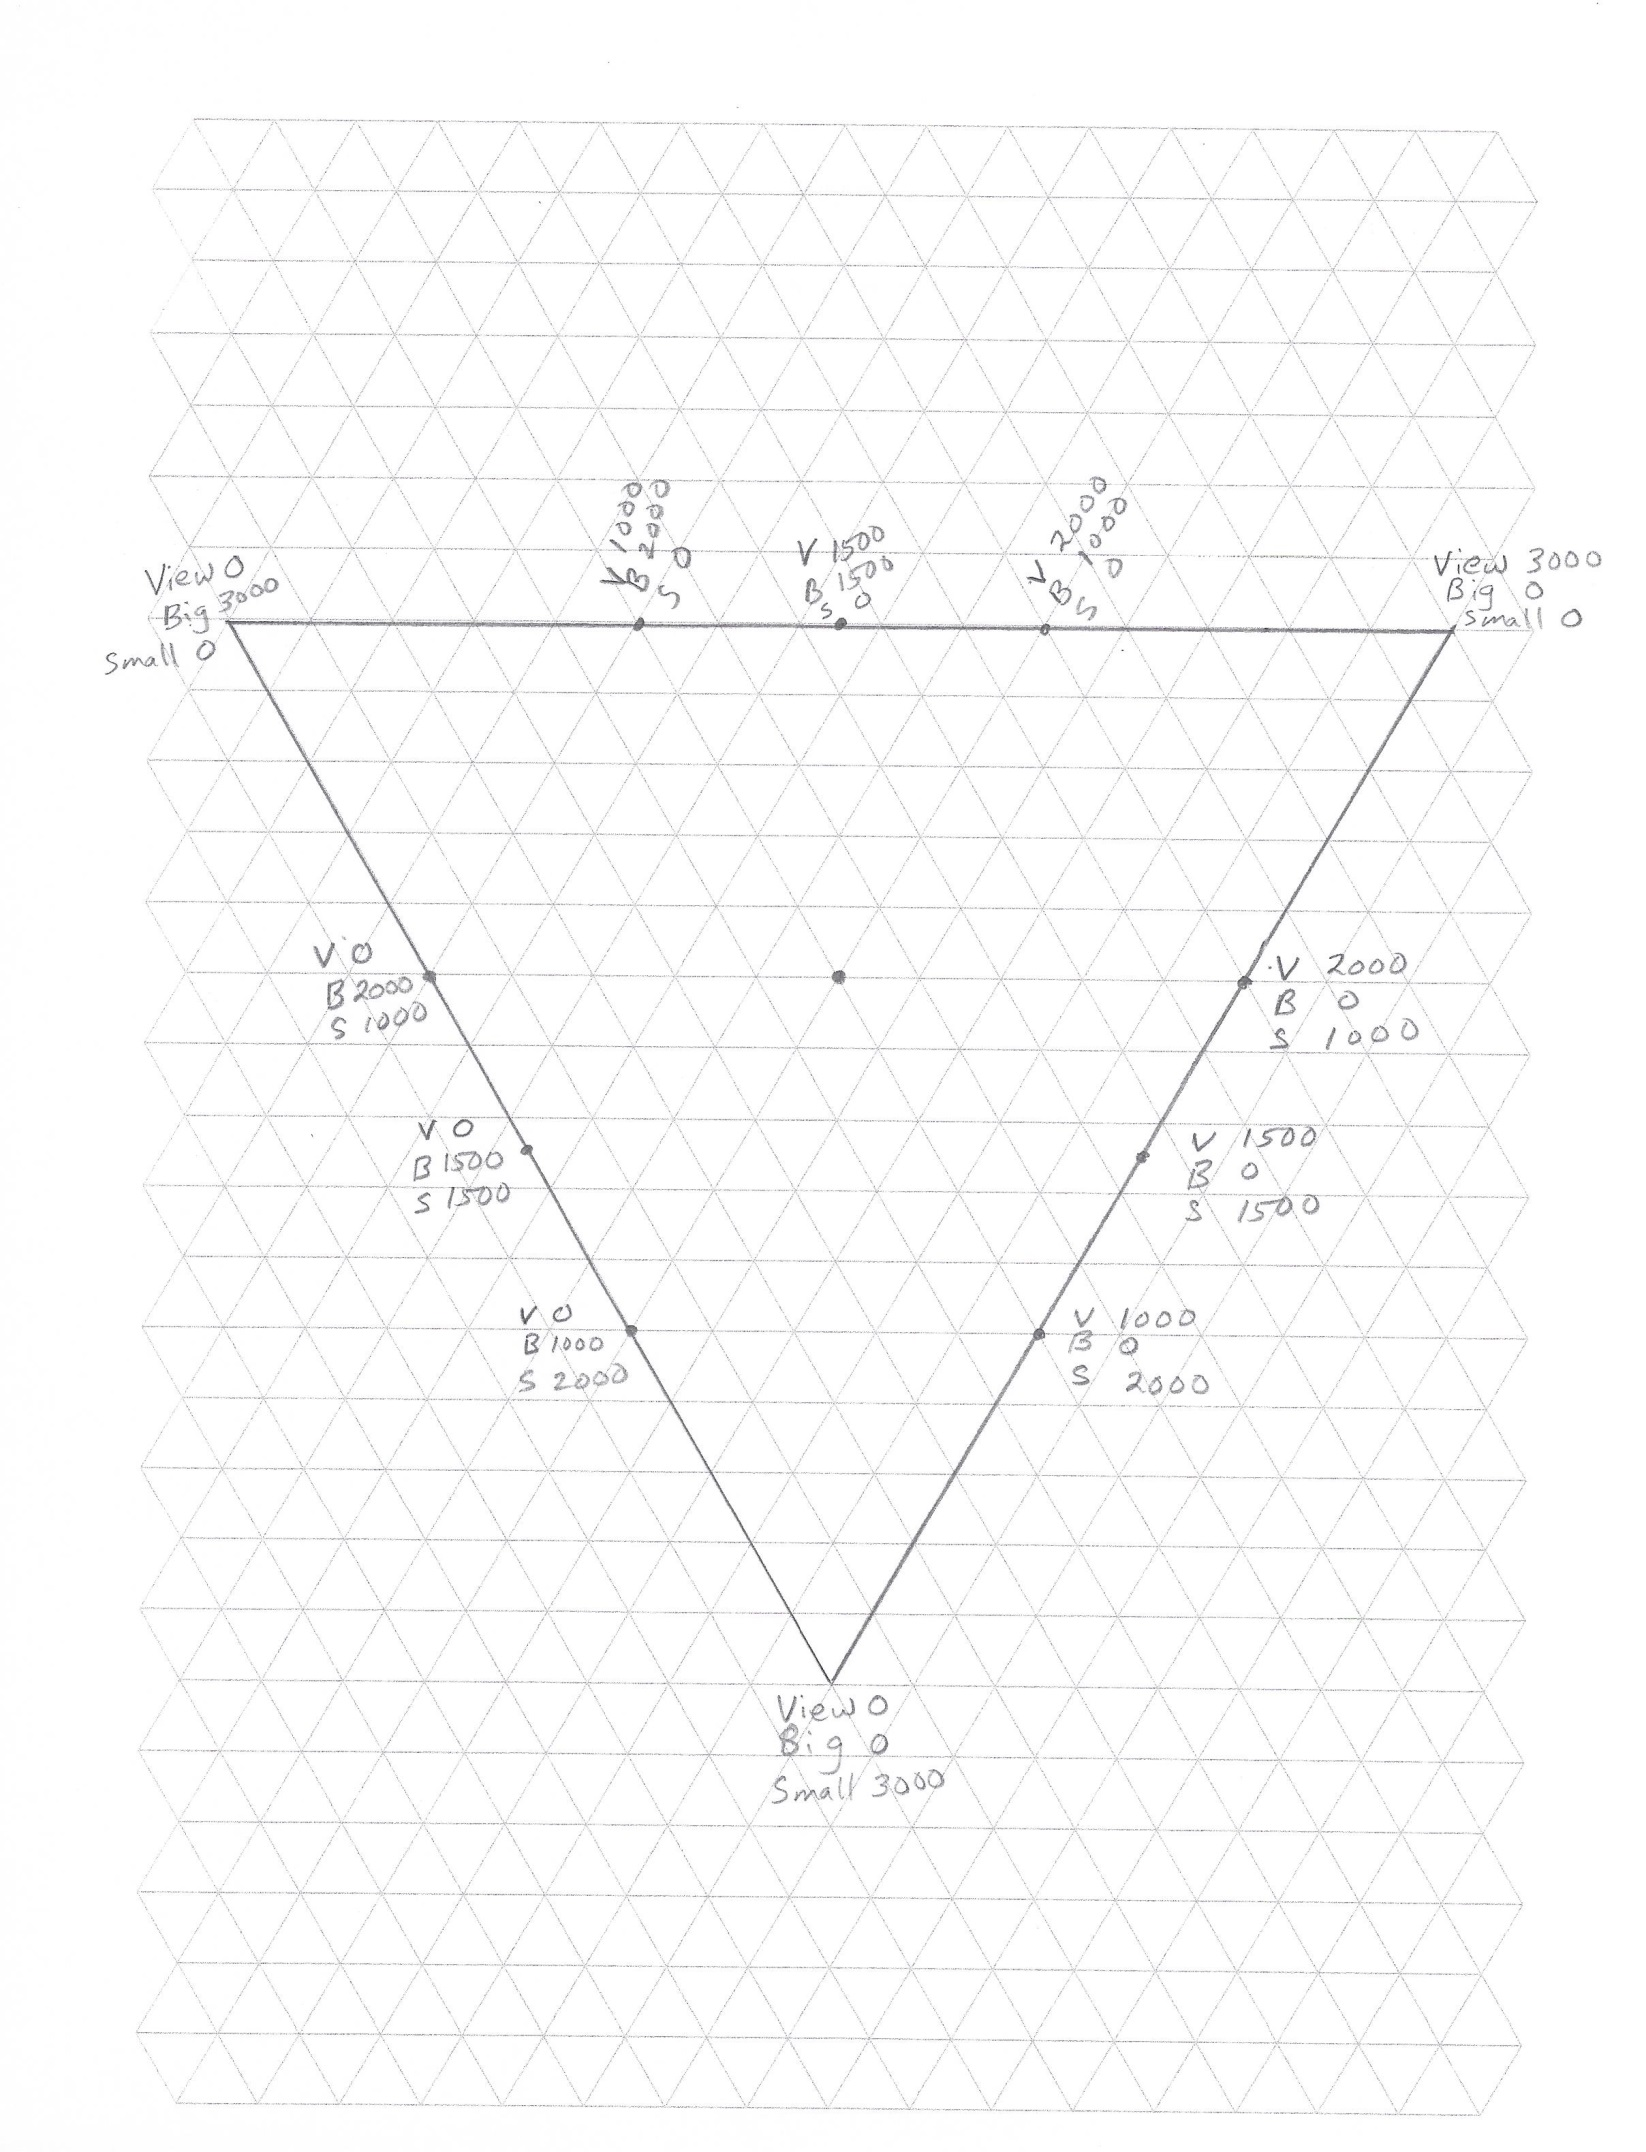 View 0
Big 3000
Small 0
V 1000
B 2000
S 0
V 1500
B 1500
S 0
V 2000
B 1000
S 0
View 3000
Big 0
Small 0
V 0
B 2000
S 1000
V 2000
B 0
S 1000
V 0
B 1500
S 1500
V 1500
B 0
S 1500
V 0
B 1000
S 2000
V 1000
B 0
S 2000
View 0
Big 0
Small 3000